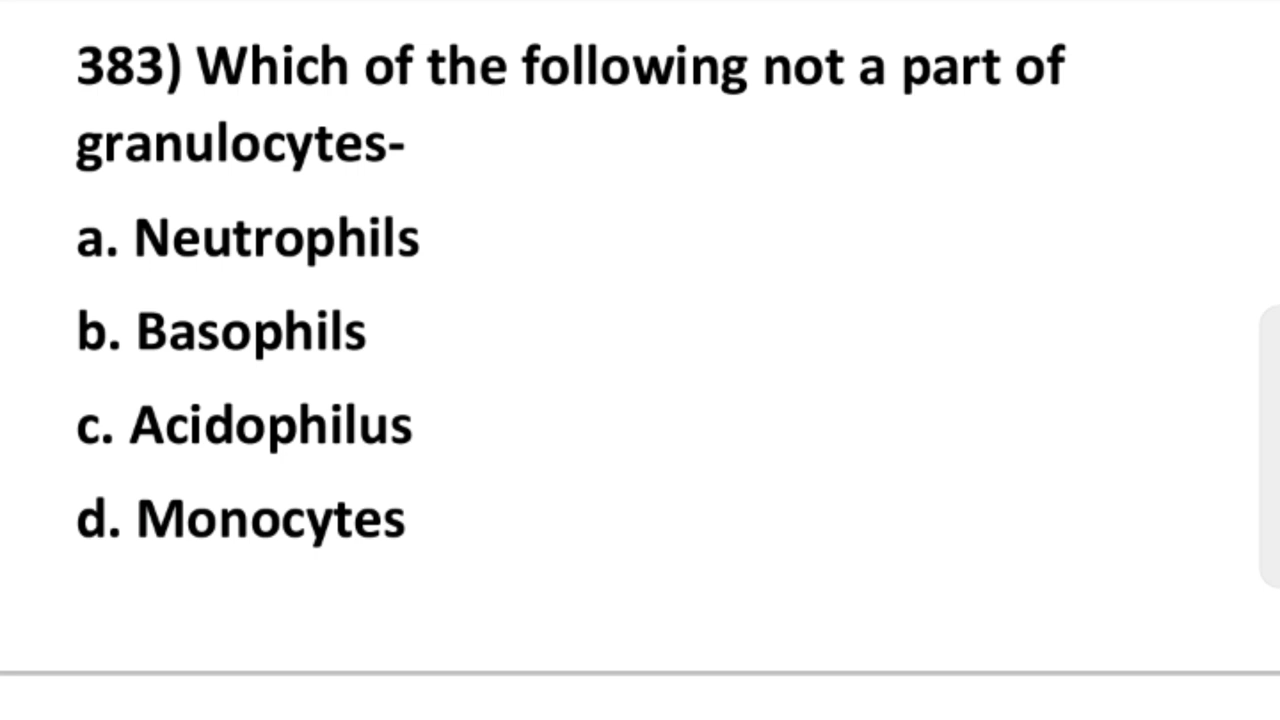 383) Which of the following not a part of
granulocytes-
a. Neutrophils
b. Basophils
c. Acidophilus
d. Monocytes